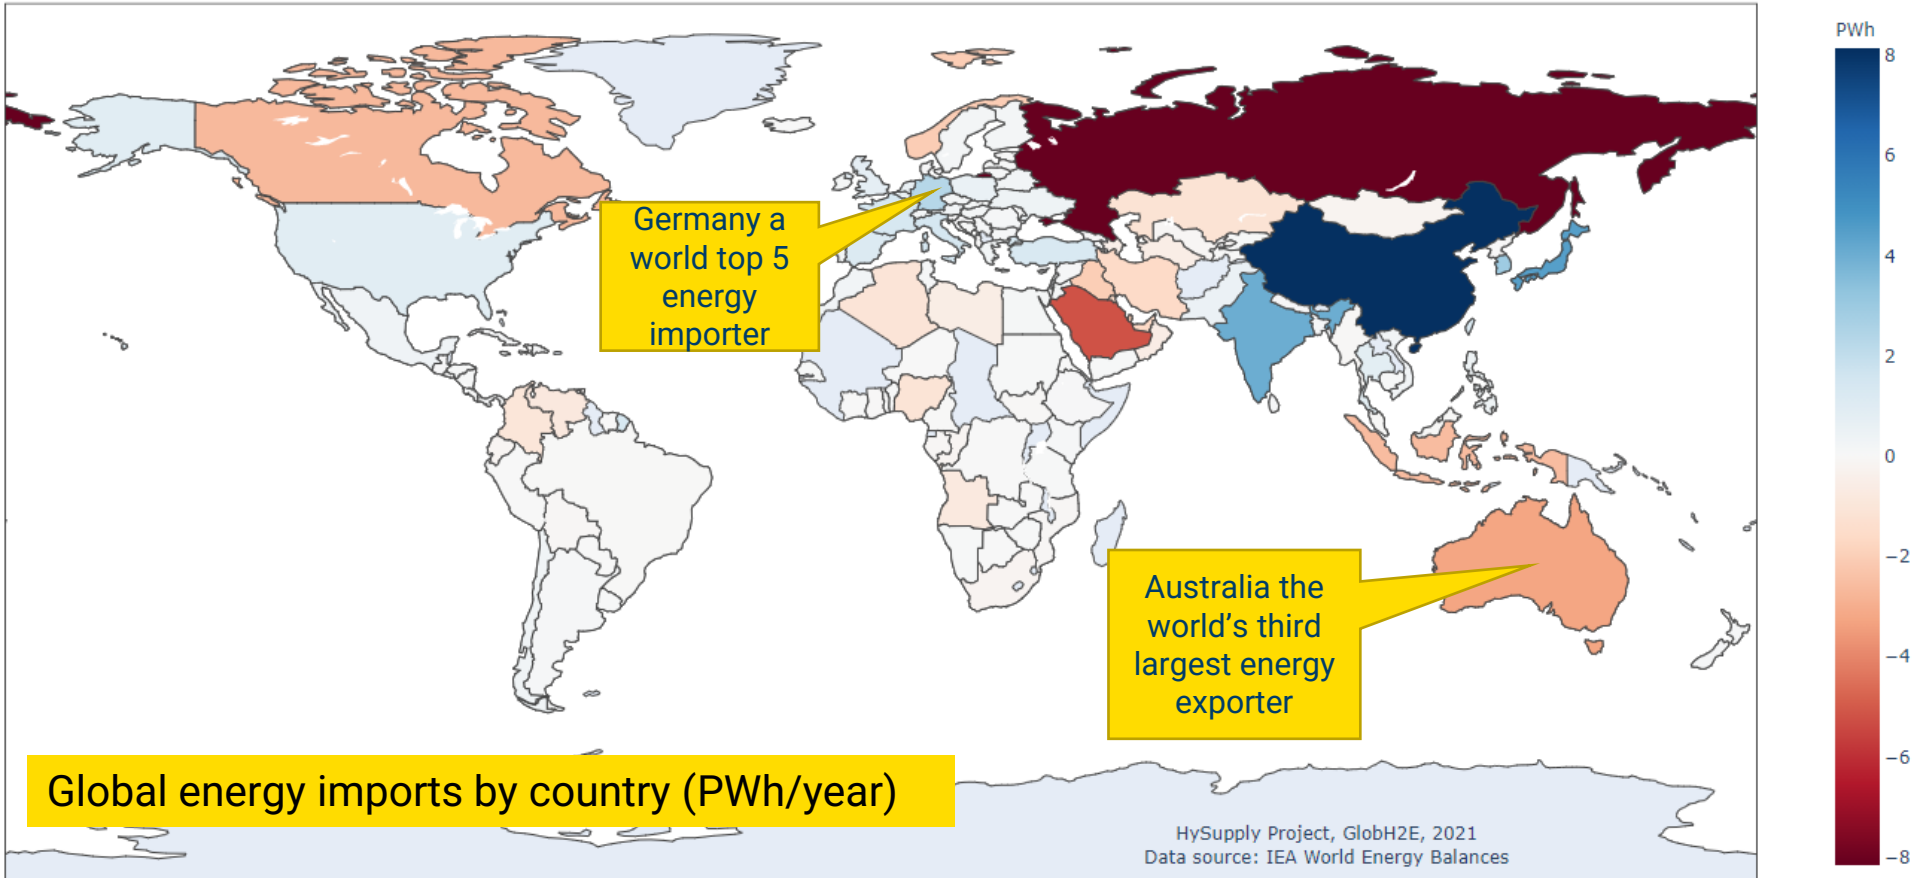 PWh
8
6
4
2
0
−2
−4
−6
−8
Germany a
world top 5
energy
importer
Australia the
world’s third
largest energy
exporter
Global energy imports by country (PWh/year)
HySupply Project, GlobH2E, 2021
Data source: IEA World Energy Balances